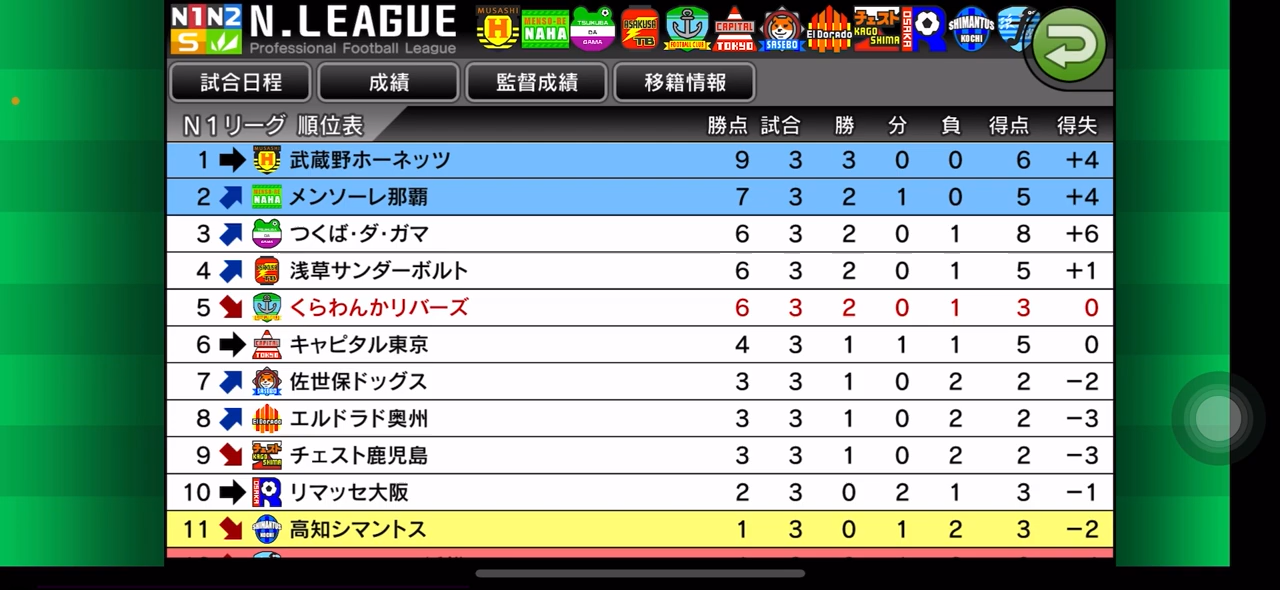 N1 N2 S N.LEAGUE
Professional Football League
MUSASHI H MENSO-RE NAHA TSUKUBA DA GAMA ASAKUSA TB FOOTBALL CLUB CAPITAL TOKYO SASEBO El Dorado チェスト KAGOSHIMA OSAKA R SHIMANTUS KOCHI
試合日程 成績 監督成績 移籍情報
N1リーグ 順位表 勝点 試合 勝 分 負 得点 得失
1 武蔵野ホーネッツ 9 3 3 0 0 6 +4
2 メンソーレ那覇 7 3 2 1 0 5 +4
3 つくば・ダ・ガマ 6 3 2 0 1 8 +6
4 浅草サンダーボルト 6 3 2 0 1 5 +1
5 くらわんかリバーズ 6 3 2 0 1 3 0
6 キャピタル東京 4 3 1 1 1 5 0
7 佐世保ドッグス 3 3 1 0 2 2 −2
8 エルドラド奥州 3 3 1 0 2 2 −3
9 チェスト鹿児島 3 3 1 0 2 2 −3
10 リマッセ大阪 2 3 0 2 1 3 −1
11 高知シマントス 1 3 0 1 2 3 −2